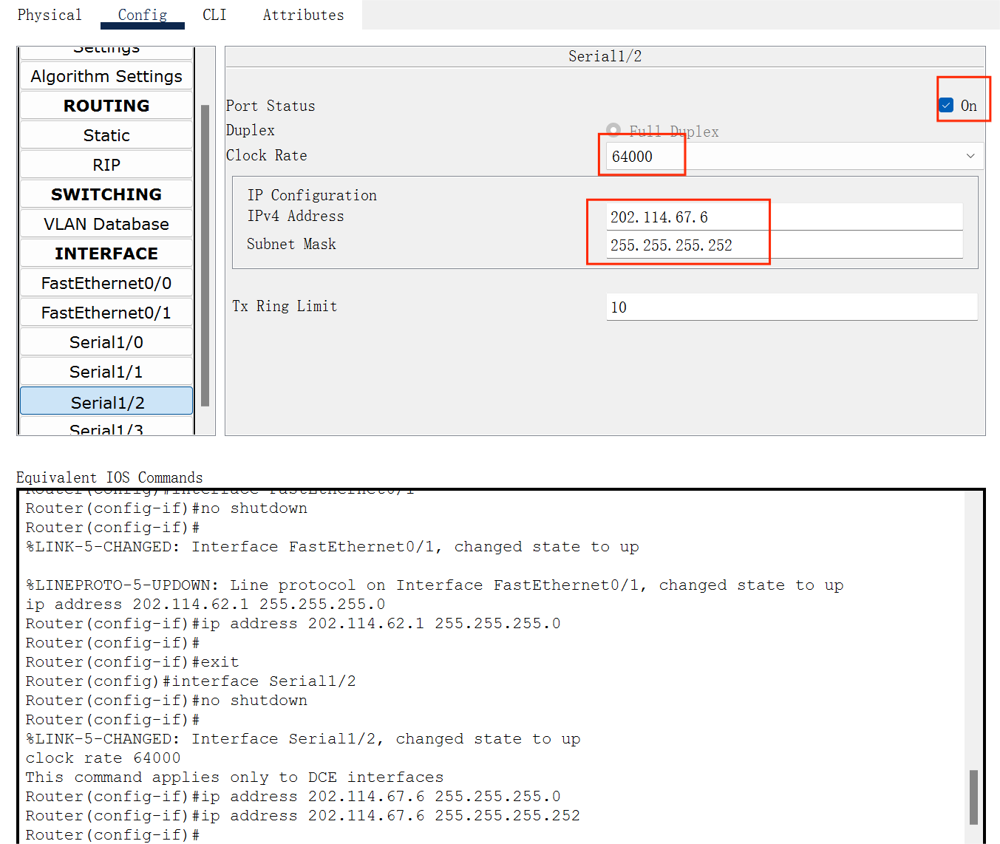 Physical Config CLI Attributes
Settings
Algorithm Settings
ROUTING
Static
RIP
SWITCHING
VLAN Database
INTERFACE
FastEthernet0/0
FastEthernet0/1
Serial1/0
Serial1/1
Serial1/2
Serial1/3
Serial1/2
Port Status On
Duplex Full Duplex
Clock Rate 64000
IP Configuration
IPv4 Address 202.114.67.6
Subnet Mask 255.255.255.252
Tx Ring Limit 10
Equivalent IOS Commands
Router(config)#interface FastEthernet0/1
Router(config-if)#no shutdown
Router(config-if)#
%LINK-5-CHANGED: Interface FastEthernet0/1, changed state to up
%LINEPROTO-5-UPDOWN: Line protocol on Interface FastEthernet0/1, changed state to up
ip address 202.114.62.1 255.255.255.0
Router(config-if)#ip address 202.114.62.1 255.255.255.0
Router(config-if)#
Router(config-if)#exit
Router(config)#interface Serial1/2
Router(config-if)#no shutdown
Router(config-if)#
%LINK-5-CHANGED: Interface Serial1/2, changed state to up
clock rate 64000
This command applies only to DCE interfaces
Router(config-if)#ip address 202.114.67.6 255.255.255.0
Router(config-if)#ip address 202.114.67.6 255.255.255.252
Router(config-if)#